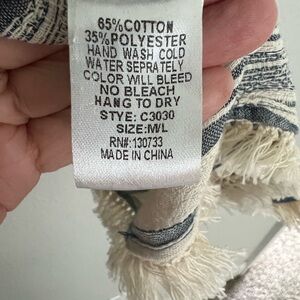 65%COTTON
35%POLYESTER
HAND WASH COLD
WATER SEPRATELY
COLOR WILL BLEED
NO BLEACH
HANG TO DRY
STYLE: C3030
SIZE:M/L
RN#:130733
MADE IN CHINA